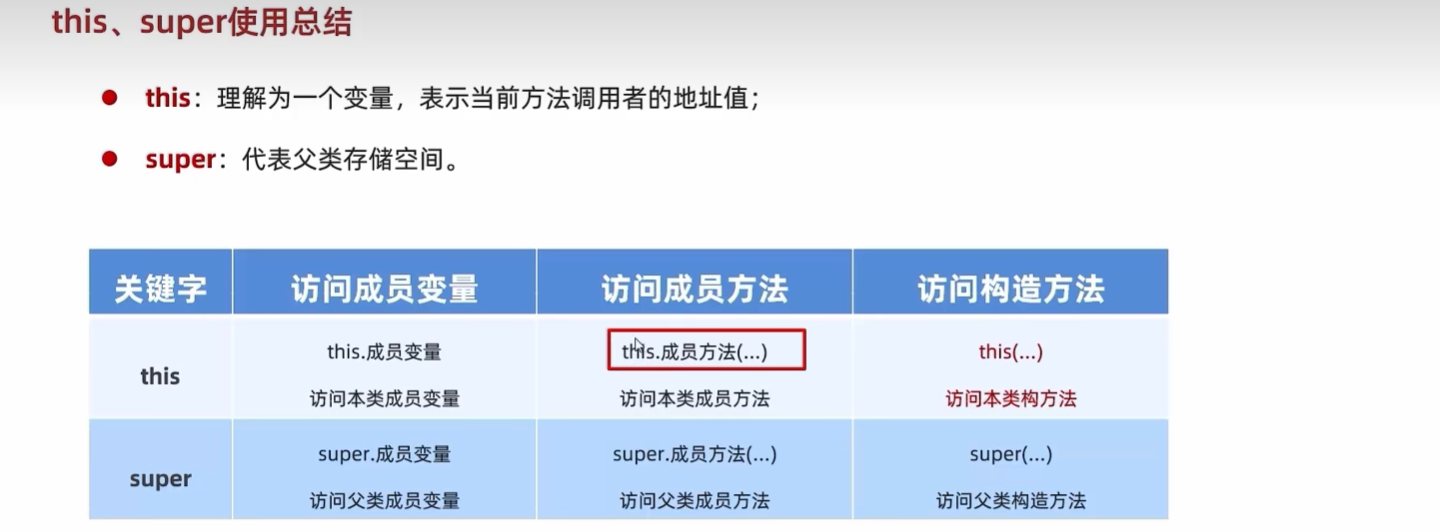 this、super使用总结
this：理解为一个变量，表示当前方法调用者的地址值；
super：代表父类存储空间。
关键字 访问成员变量 访问成员方法 访问构造方法
this
this.成员变量 this.成员方法(...) this(...)
访问本类成员变量 访问本类成员方法 访问本类构方法
super
super.成员变量 super.成员方法(...) super(...)
访问父类成员变量 访问父类成员方法 访问父类构造方法